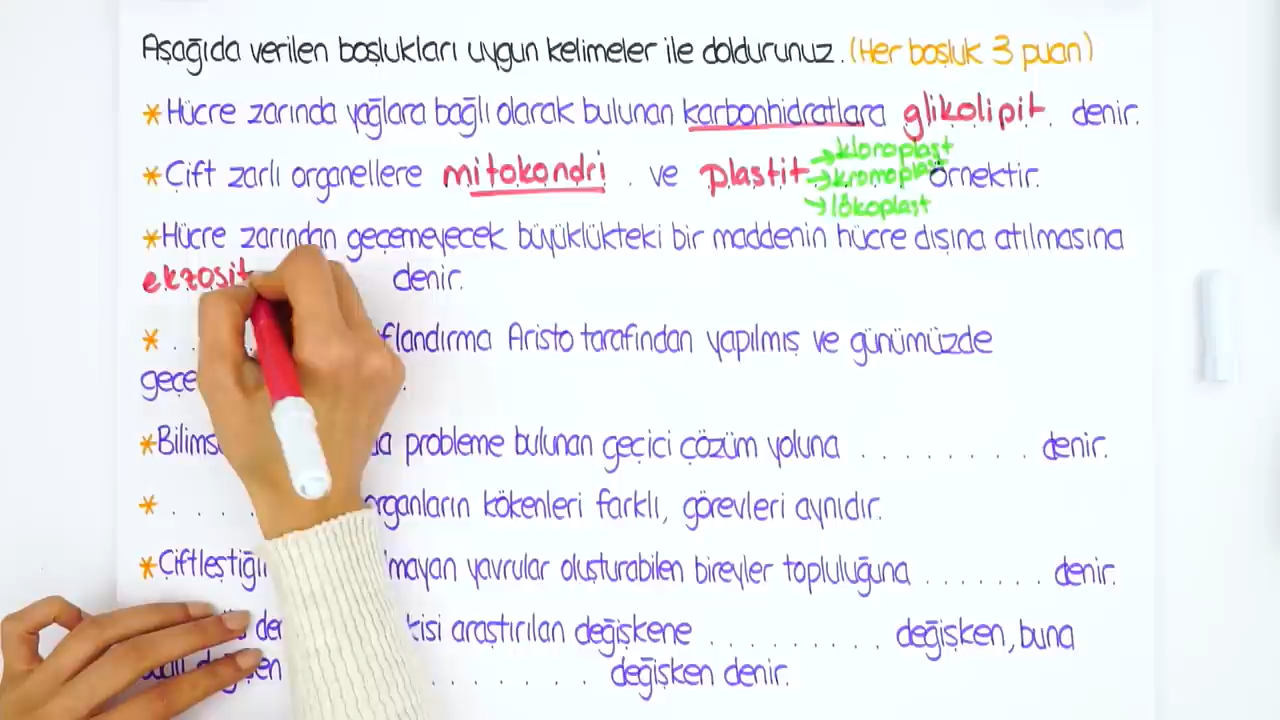 Aşağıda verilen boşlukları uygun kelimeler ile doldurunuz. (Her boşluk 3 puan)
*Hücre zarında yağlara bağlı olarak bulunan karbonhidratlara glikolipit. denir.
*Çift zarlı organellere mitokondri . ve plastit örnektir.
→kloroplast
→kromoplast
→lökoplast
*Hücre zarından geçemeyecek büyüklükteki bir maddenin hücre dışına atılmasına
ekzosit denir.
* . . flandırma Aristo tarafından yapılmış ve günümüzde
geçe .
*Bilims probleme bulunan geçici çözüm yoluna . . . . . . . . denir.
* . . . . organların kökenleri farklı, görevleri aynıdır.
*Çiftleştiği mayan yavrular oluşturabilen bireyler topluluğuna . . . . . . . denir.
kisi araştırılan değişkene . . . . . . . . . değişken, buna
. . . . . . . değişken denir.